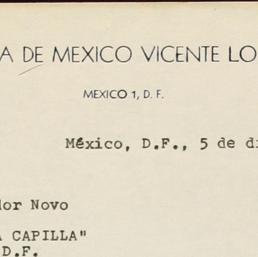 A DE MEXICO VICENTE LO
MEXICO 1, D. F.
México, D.F., 5 de di
dor Novo
A CAPILLA"
D.F.